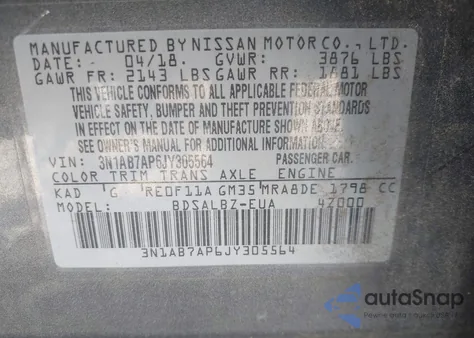 MANUFACTURED BY NISSAN MOTOR CO., LTD.
DATE: 04/18. GVWR: 3876 LBS
GAWR FR: 2143 LBS GAWR RR: 1881 LBS
THIS VEHICLE CONFORMS TO ALL APPLICABLE FEDERAL MOTOR
VEHICLE SAFETY, BUMPER AND THEFT PREVENTION STANDARDS
IN EFFECT ON THE DATE OF MANUFACTURE SHOWN ABOVE.
SEE OWNER'S MANUAL FOR ADDITIONAL INFORMATION.
VIN: 3N1AB7AP6JY305564 PASSENGER CAR
COLOR TRIM TRANS AXLE ENGINE
KAD G RE0F11A GM35 MRA8DE 1798 CC
MODEL: BDSALBZ-EUA 4Z000
3N1AB7AP6JY305564
autoSnap